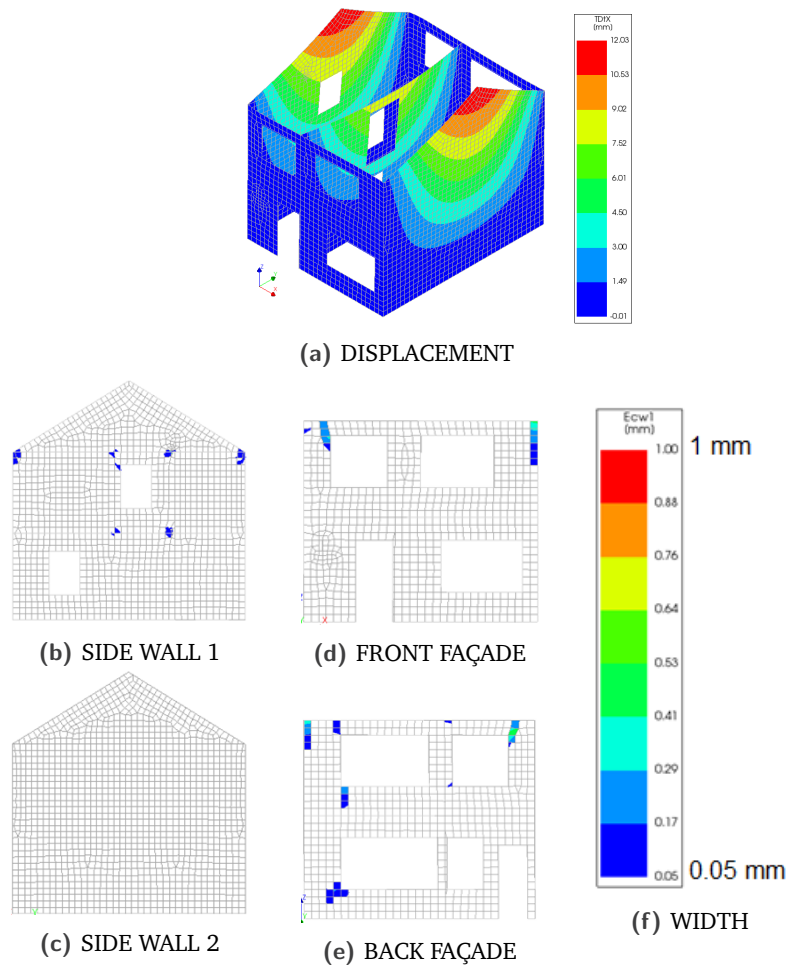 TDtX
(mm)
12.03
10.53
9.02
7.52
6.01
4.50
3.00
1.49
-0.01
Z
Y
X
(a) DISPLACEMENT
(b) SIDE WALL 1
X
(d) FRONT FAÇADE
Ecw1
(mm)
1.00
1 mm
0.88
0.76
0.64
0.53
0.41
0.29
0.17
0.05
0.05 mm
(f) WIDTH
(c) SIDE WALL 2
(e) BACK FAÇADE